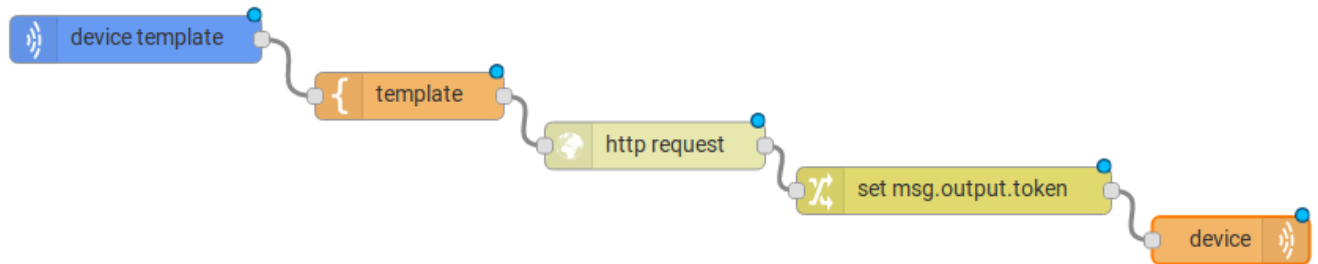 device template
template
http request
set msg.output.token
device